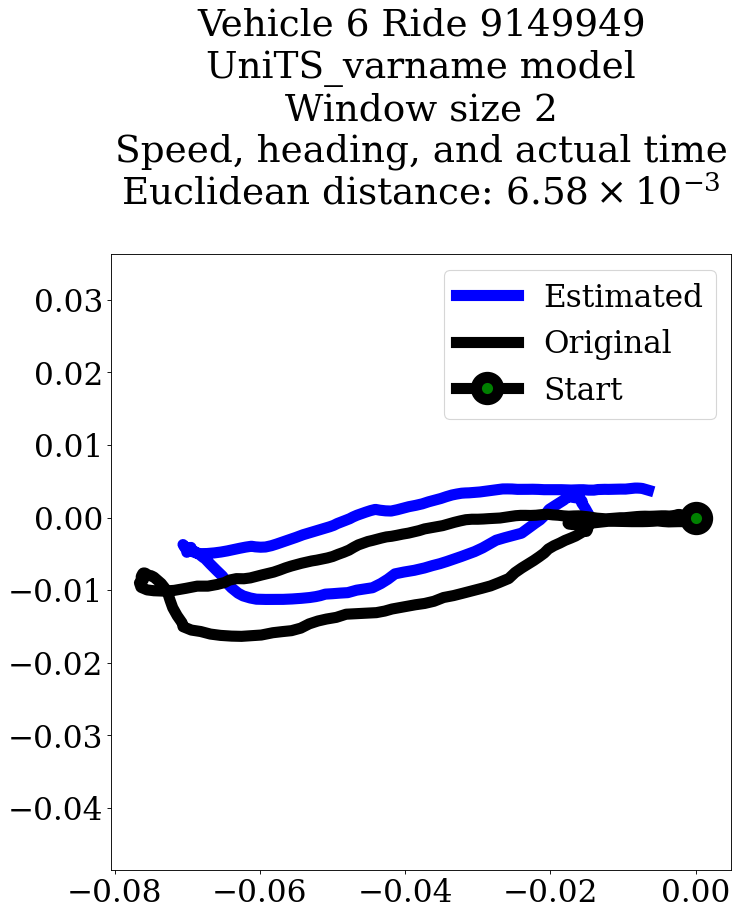 Vehicle 6 Ride 9149949
UniTS_varname model
Window size 2
Speed, heading, and actual time
Euclidean distance: 6.58 × 10⁻³
Estimated
Original
Start
0.03
0.02
0.01
0.00
−0.01
−0.02
−0.03
−0.04
−0.08 −0.06 −0.04 −0.02 0.00